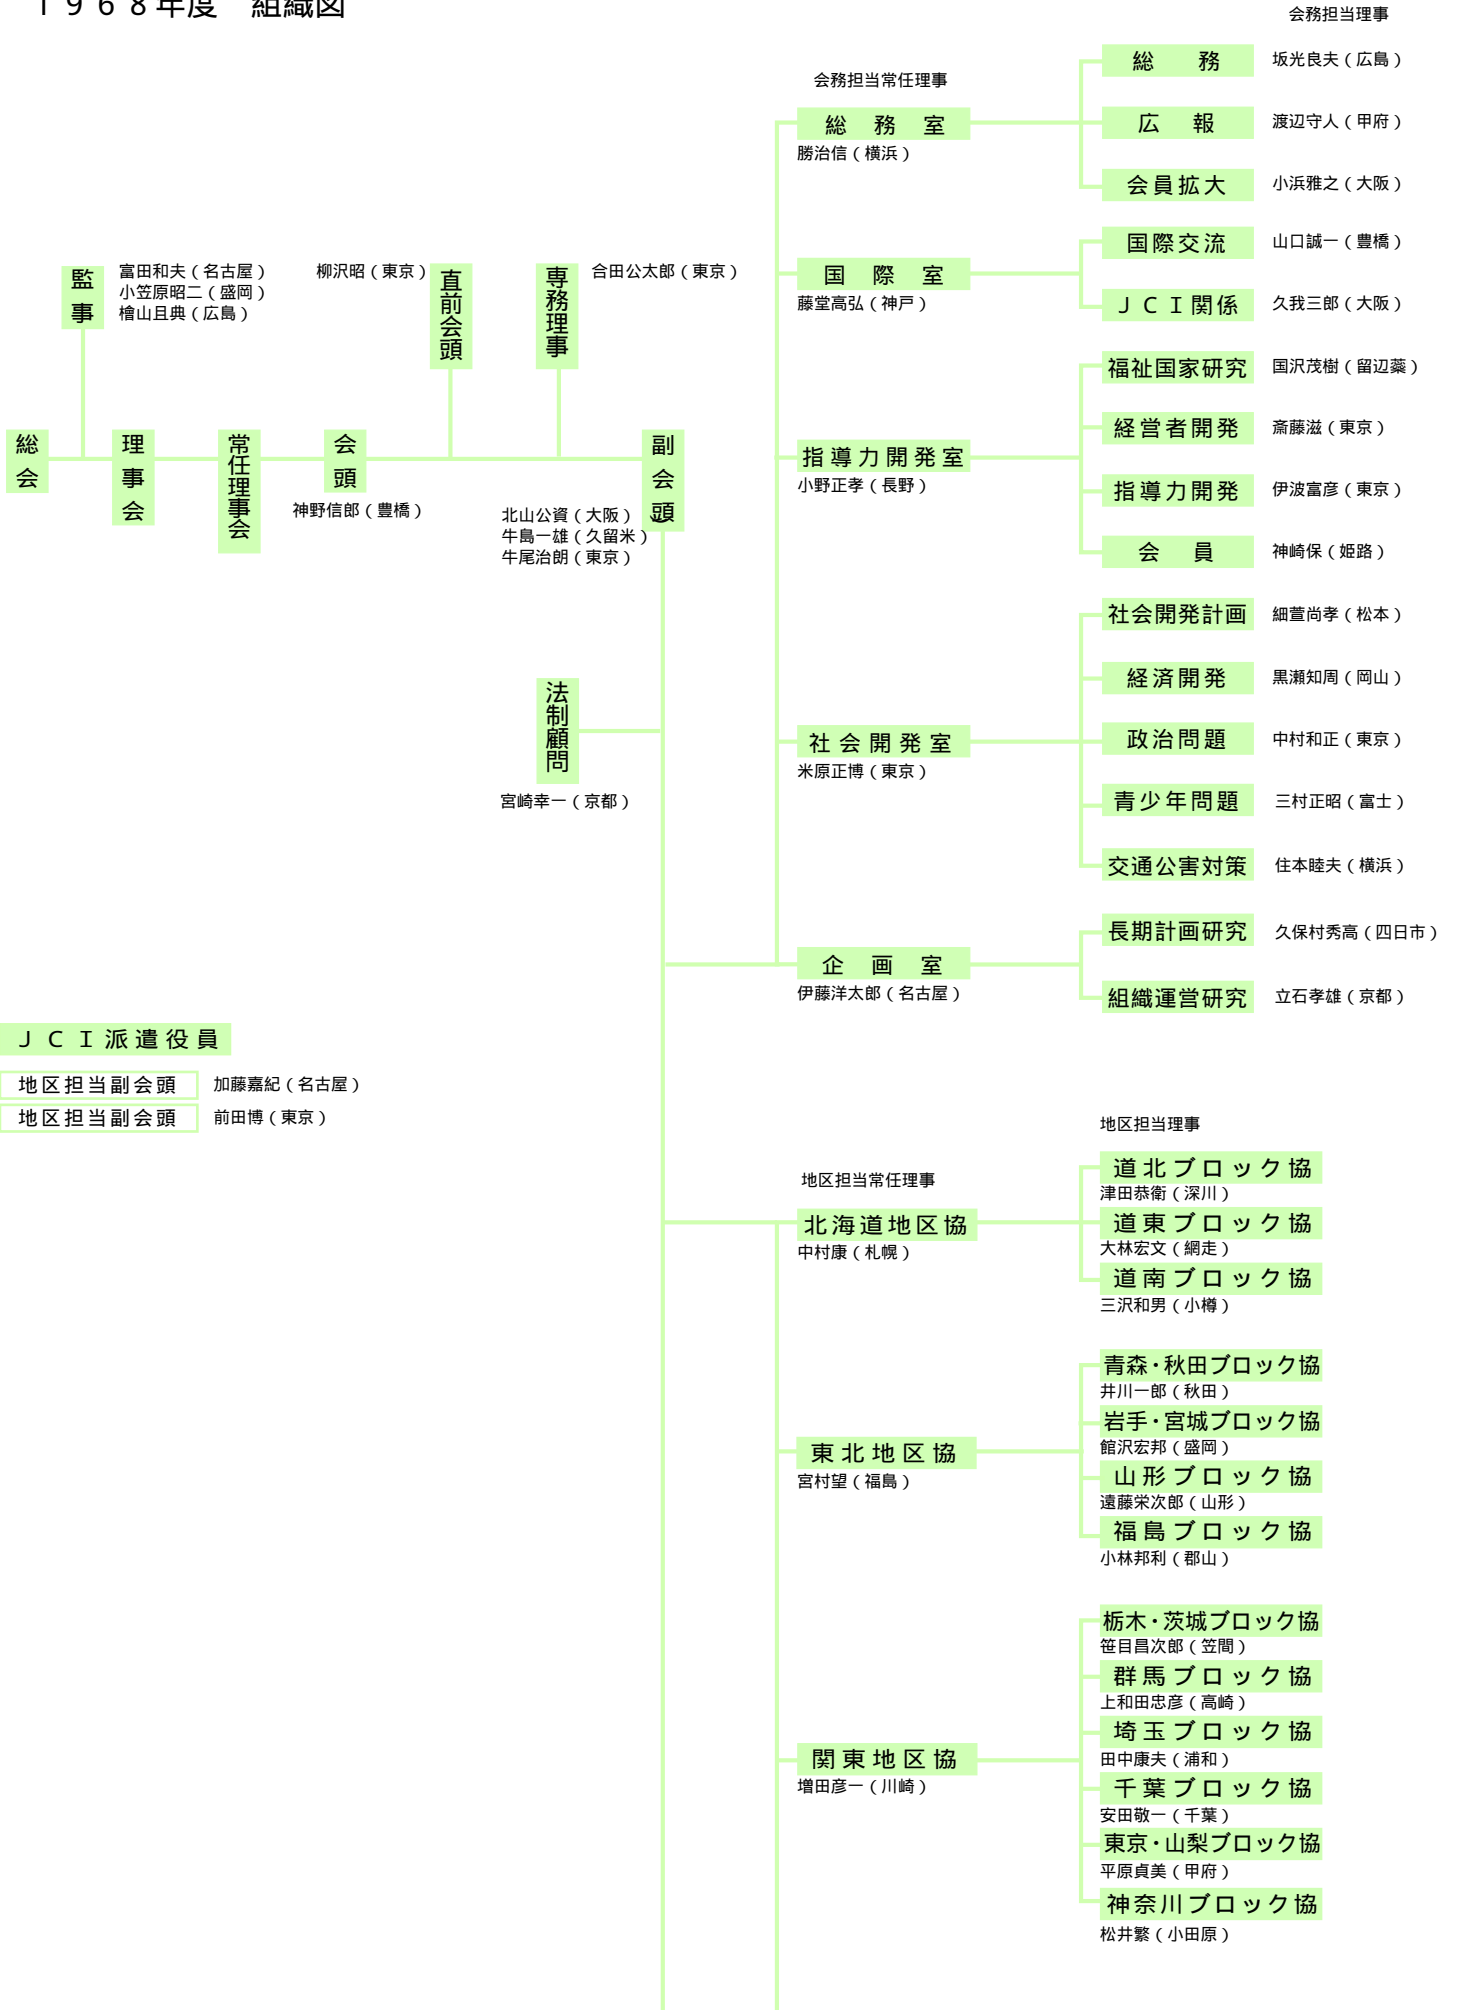 １９６８年度　組織図
会務担当理事
会務担当常任理事
総務室
勝治信（横浜）
総務
坂光良夫（広島）
広報
渡辺守人（甲府）
会員拡大
小浜雅之（大阪）
国際室
藤堂高弘（神戸）
国際交流
山口誠一（豊橋）
ＪＣＩ関係
久我三郎（大阪）
指導力開発室
小野正孝（長野）
福祉国家研究
国沢茂樹（留辺蘂）
経営者開発
斎藤滋（東京）
指導力開発
伊波富彦（東京）
会員
神崎保（姫路）
社会開発室
米原正博（東京）
社会開発計画
細萱尚孝（松本）
経済開発
黒瀬知周（岡山）
政治問題
中村和正（東京）
青少年問題
三村正昭（富士）
交通公害対策
住本睦夫（横浜）
企画室
伊藤洋太郎（名古屋）
長期計画研究
久保村秀高（四日市）
組織運営研究
立石孝雄（京都）
監事
富田和夫（名古屋）
小笠原昭二（盛岡）
檜山且典（広島）
柳沢昭（東京）
直前会頭
専務理事
合田公太郎（東京）
総会
理事会
常任理事会
会頭
神野信郎（豊橋）
副会頭
北山公資（大阪）
牛島一雄（久留米）
牛尾治朗（東京）
法制顧問
宮崎幸一（京都）
ＪＣＩ派遣役員
地区担当副会頭
加藤嘉紀（名古屋）
地区担当副会頭
前田博（東京）
地区担当理事
地区担当常任理事
北海道地区協
中村康（札幌）
道北ブロック協
津田恭衛（深川）
道東ブロック協
大林宏文（網走）
道南ブロック協
三沢和男（小樽）
東北地区協
宮村望（福島）
青森・秋田ブロック協
井川一郎（秋田）
岩手・宮城ブロック協
館沢宏邦（盛岡）
山形ブロック協
遠藤栄次郎（山形）
福島ブロック協
小林邦利（郡山）
関東地区協
増田彦一（川崎）
栃木・茨城ブロック協
笹目昌次郎（笠間）
群馬ブロック協
上和田忠彦（高崎）
埼玉ブロック協
田中康夫（浦和）
千葉ブロック協
安田敬一（千葉）
東京・山梨ブロック協
平原貞美（甲府）
神奈川ブロック協
松井繁（小田原）